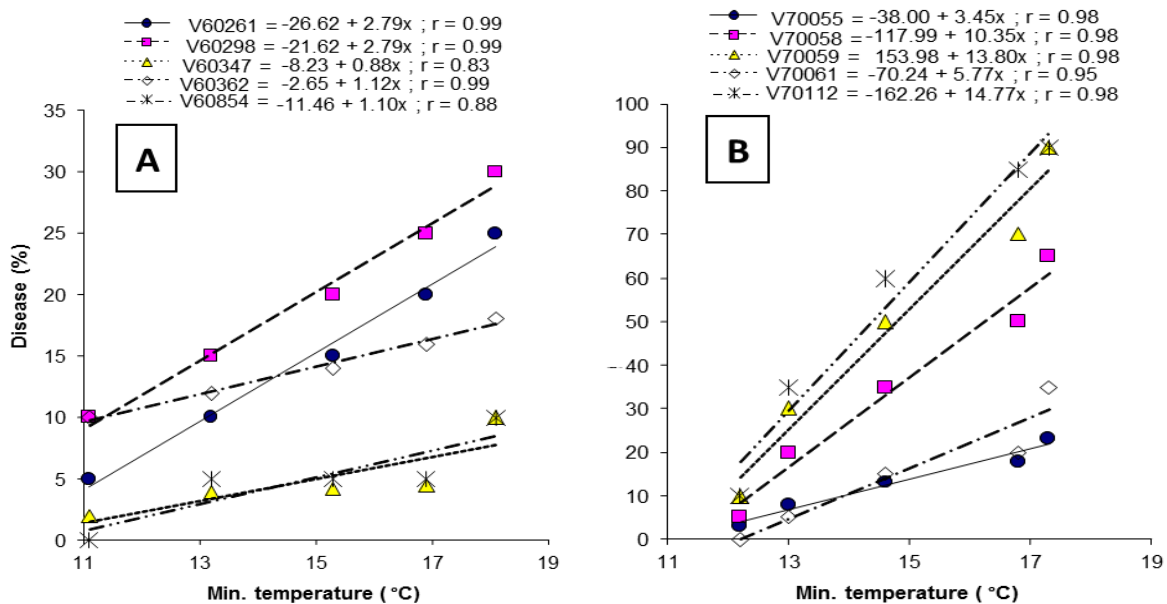 V60261 = -26.62 + 2.79x ; r = 0.99
V60298 = -21.62 + 2.79x ; r = 0.99
V60347 = -8.23 + 0.88x ; r = 0.83
V60362 = -2.65 + 1.12x ; r = 0.99
V60854 = -11.46 + 1.10x ; r = 0.88
A
35
30
25
20
15
10
5
0
Disease (%)
11 13 15 17 19
Min. temperature ( °C)
V70055 = -38.00 + 3.45x ; r = 0.98
V70058 = -117.99 + 10.35x ; r = 0.98
V70059 = 153.98 + 13.80x ; r = 0.98
V70061 = -70.24 + 5.77x ; r = 0.95
V70112 = -162.26 + 14.77x ; r = 0.98
B
100
90
80
70
60
50
40
30
20
10
0
11 13 15 17 19
Min. temperature ( °C)